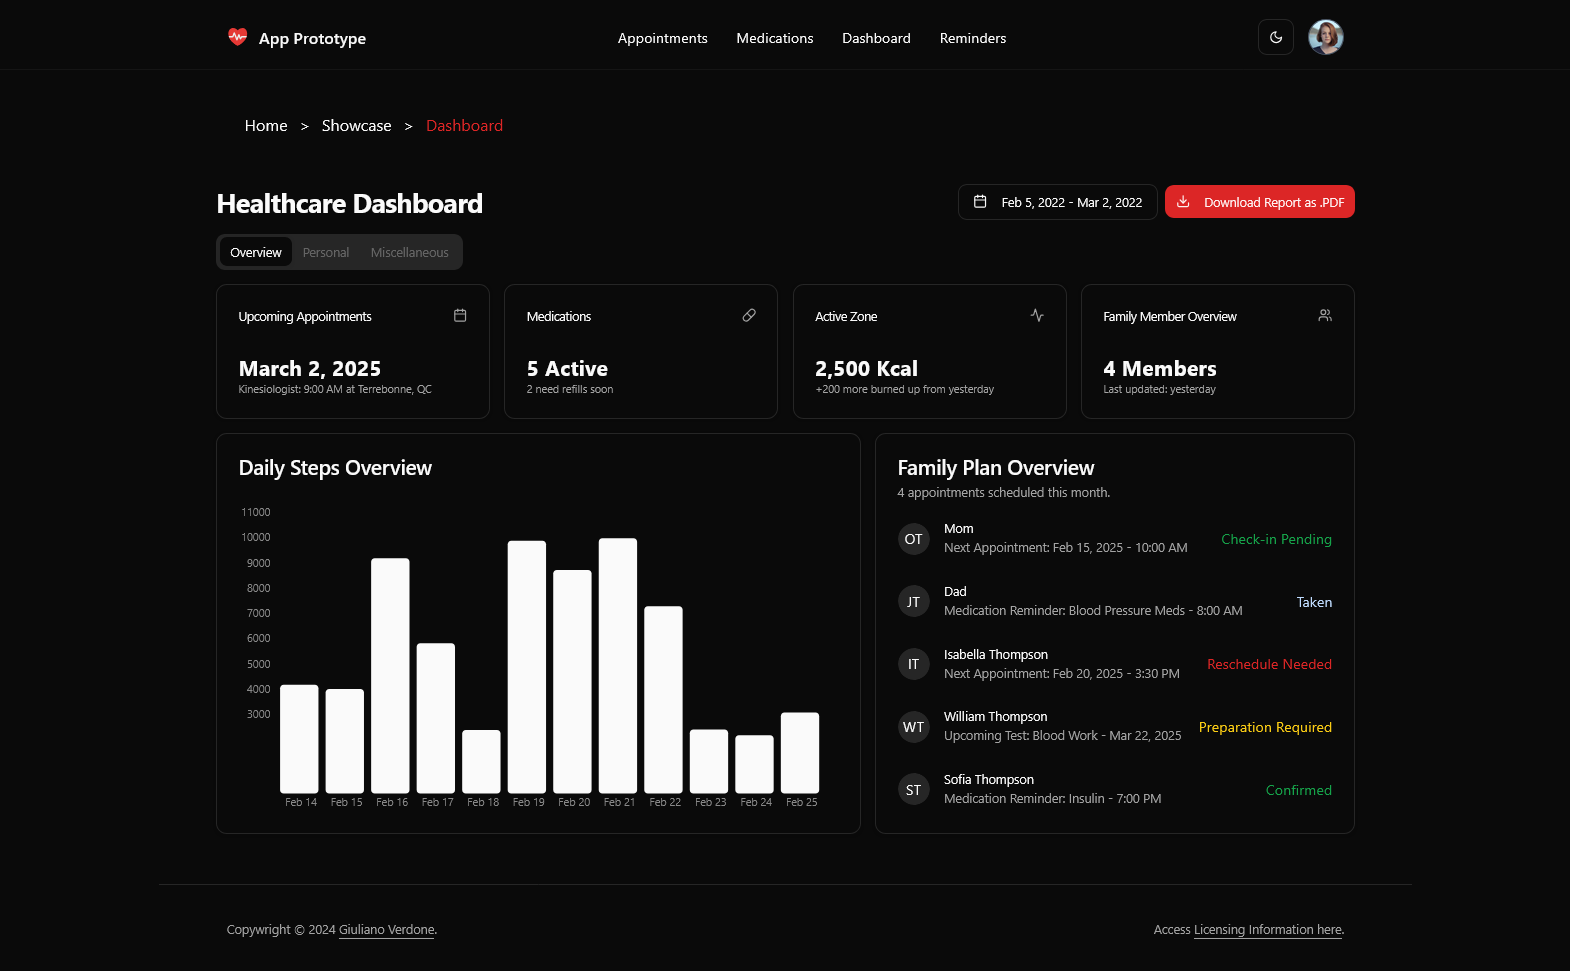 App Prototype
Appointments
Medications
Dashboard
Reminders
Home > Showcase > Dashboard
Healthcare Dashboard
Feb 5, 2022 - Mar 2, 2022
Download Report as .PDF
Overview
Personal
Miscellaneous
Upcoming Appointments
March 2, 2025
Kinesiologist: 9:00 AM at Terrebonne, QC
Medications
5 Active
2 need refills soon
Active Zone
2,500 Kcal
+200 more burned up from yesterday
Family Member Overview
4 Members
Last updated: yesterday
Daily Steps Overview
11000
10000
9000
8000
7000
6000
5000
4000
3000
Feb 14
Feb 15
Feb 16
Feb 17
Feb 18
Feb 19
Feb 20
Feb 21
Feb 22
Feb 23
Feb 24
Feb 25
Family Plan Overview
4 appointments scheduled this month.
OT
Mom
Next Appointment: Feb 15, 2025 - 10:00 AM
Check-in Pending
JT
Dad
Medication Reminder: Blood Pressure Meds - 8:00 AM
Taken
IT
Isabella Thompson
Next Appointment: Feb 20, 2025 - 3:30 PM
Reschedule Needed
WT
William Thompson
Upcoming Test: Blood Work - Mar 22, 2025
Preparation Required
ST
Sofia Thompson
Medication Reminder: Insulin - 7:00 PM
Confirmed
Copywright © 2024 Giuliano Verdone.
Access Licensing Information here.